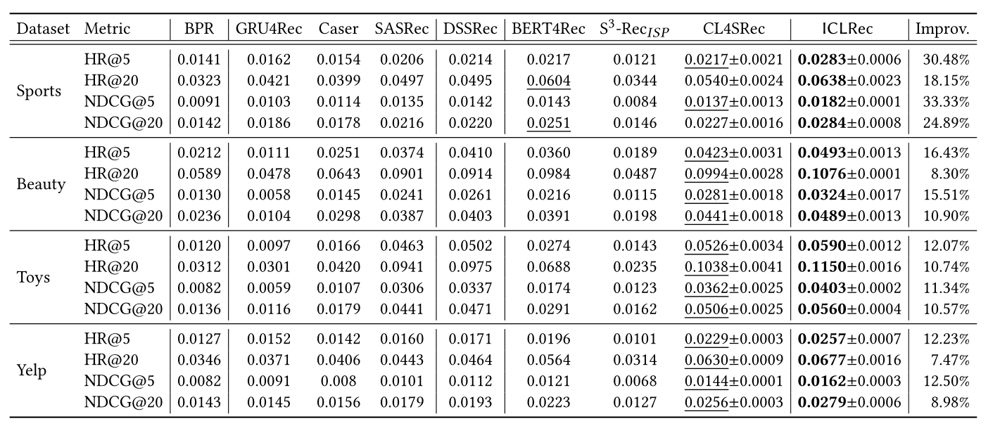 Dataset Metric BPR GRU4Rec Caser SASRec DSSRec BERT4Rec S³-Rec_ISP CL4SRec ICLRec Improv.
HR@5 0.0141 0.0162 0.0154 0.0206 0.0214 0.0217 0.0121 0.0217±0.0021 0.0283±0.0006 30.48%
HR@20 0.0323 0.0421 0.0399 0.0497 0.0495 0.0604 0.0344 0.0540±0.0024 0.0638±0.0023 18.15%
Sports
NDCG@5 0.0091 0.0103 0.0114 0.0135 0.0142 0.0143 0.0084 0.0137±0.0013 0.0182±0.0001 33.33%
NDCG@20 0.0142 0.0186 0.0178 0.0216 0.0220 0.0251 0.0146 0.0227±0.0016 0.0284±0.0008 24.89%
HR@5 0.0212 0.0111 0.0251 0.0374 0.0410 0.0360 0.0189 0.0423±0.0031 0.0493±0.0013 16.43%
HR@20 0.0589 0.0478 0.0643 0.0901 0.0914 0.0984 0.0487 0.0994±0.0028 0.1076±0.0001 8.30%
Beauty
NDCG@5 0.0130 0.0058 0.0145 0.0241 0.0261 0.0216 0.0115 0.0281±0.0018 0.0324±0.0017 15.51%
NDCG@20 0.0236 0.0104 0.0298 0.0387 0.0403 0.0391 0.0198 0.0441±0.0018 0.0489±0.0013 10.90%
HR@5 0.0120 0.0097 0.0166 0.0463 0.0502 0.0274 0.0143 0.0526±0.0034 0.0590±0.0012 12.07%
HR@20 0.0312 0.0301 0.0420 0.0941 0.0975 0.0688 0.0235 0.1038±0.0041 0.1150±0.0016 10.74%
Toys
NDCG@5 0.0082 0.0059 0.0107 0.0306 0.0337 0.0174 0.0123 0.0362±0.0025 0.0403±0.0002 11.34%
NDCG@20 0.0136 0.0116 0.0179 0.0441 0.0471 0.0291 0.0162 0.0506±0.0025 0.0560±0.0004 10.57%
HR@5 0.0127 0.0152 0.0142 0.0160 0.0171 0.0196 0.0101 0.0229±0.0003 0.0257±0.0007 12.23%
HR@20 0.0346 0.0371 0.0406 0.0443 0.0464 0.0564 0.0314 0.0630±0.0009 0.0677±0.0016 7.47%
Yelp
NDCG@5 0.0082 0.0091 0.008 0.0101 0.0112 0.0121 0.0068 0.0144±0.0001 0.0162±0.0003 12.50%
NDCG@20 0.0143 0.0145 0.0156 0.0179 0.0193 0.0223 0.0127 0.0256±0.0003 0.0279±0.0006 8.98%